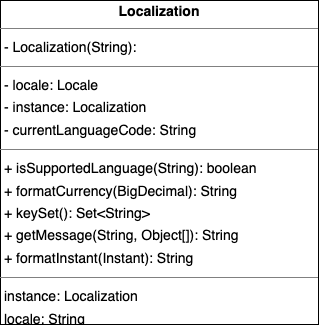 Localization
- Localization(String):
- locale: Locale
- instance: Localization
- currentLanguageCode: String
+ isSupportedLanguage(String): boolean
+ formatCurrency(BigDecimal): String
+ keySet(): Set<String>
+ getMessage(String, Object[]): String
+ formatInstant(Instant): String
instance: Localization
locale: String